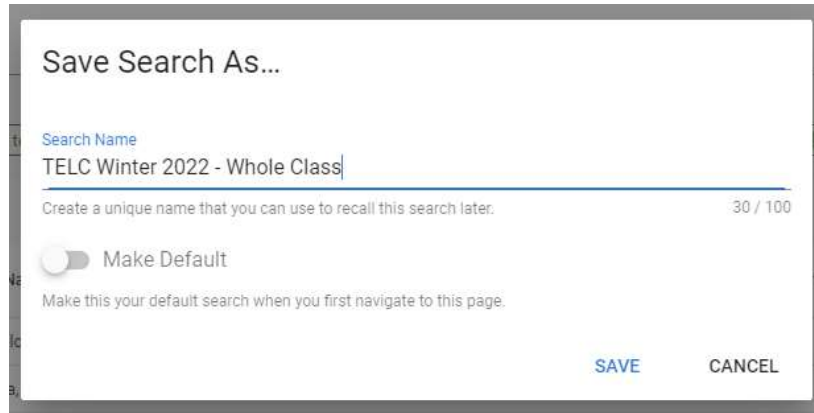 Save Search As...
Search Name
TELC Winter 2022 - Whole Class
Create a unique name that you can use to recall this search later.
30 / 100
Make Default
Make this your default search when you first navigate to this page.
SAVE
CANCEL